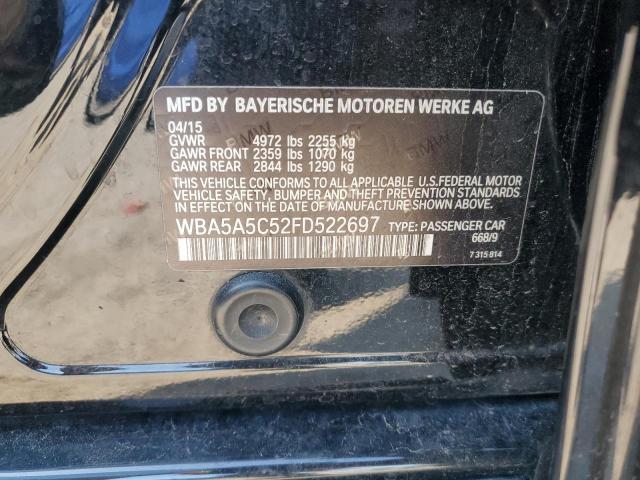 MFD BY BAYERISCHE MOTOREN WERKE AG
04/15
GVWR 4972 lbs 2255 kg
GAWR FRONT 2359 lbs 1070 kg
GAWR REAR 2844 lbs 1290 kg
THIS VEHICLE CONFORMS TO ALL APPLICABLE U.S.FEDERAL MOTOR
VEHICLE SAFETY, BUMPER AND THEFT PREVENTION STANDARDS
IN EFFECT ON THE DATE OF MANUFACTURE SHOWN ABOVE.
WBA5A5C52FD522697 TYPE: PASSENGER CAR
668/9
7 315 814